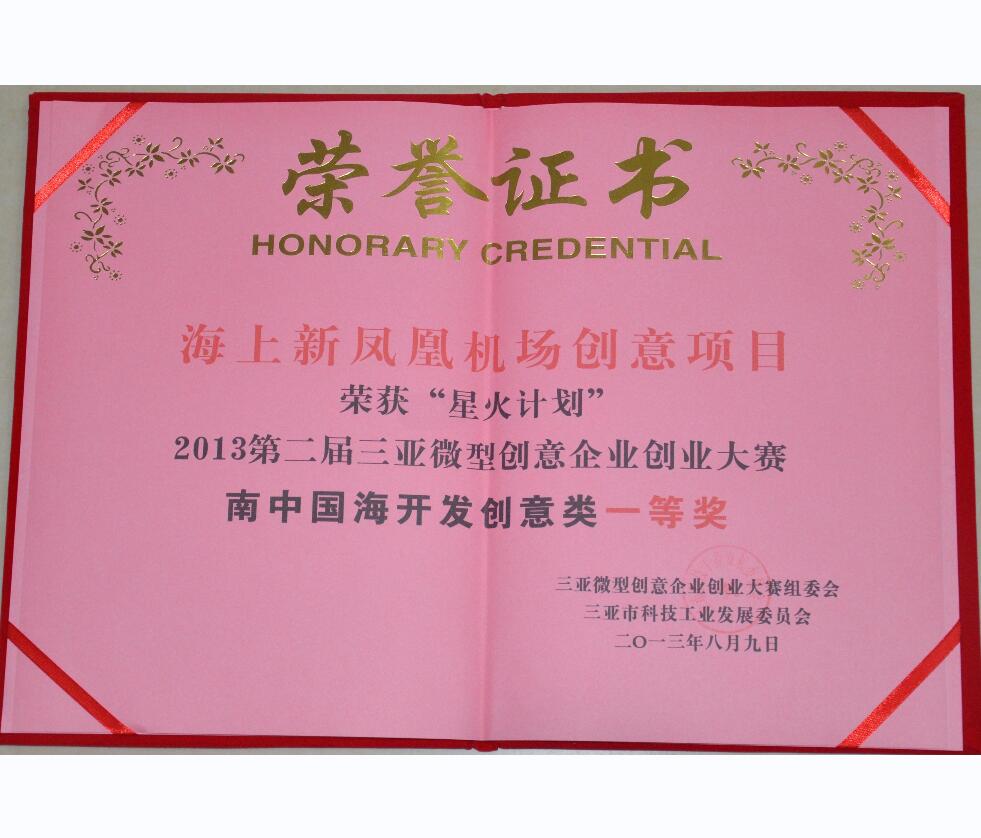 荣誉证书
HONORARY CREDENTIAL
海上新凤凰机场创意项目
荣获“星火计划”
2013第二届三亚微型创意企业创业大赛
南中国海开发创意类一等奖
三亚微型创意企业创业大赛组委会
三亚市科技工业发展委员会
二〇一三年八月九日